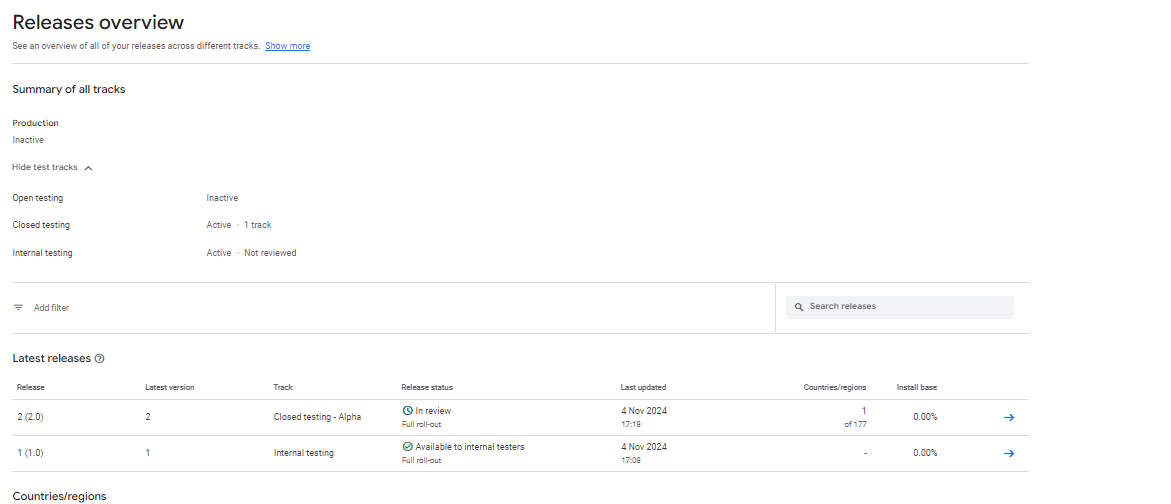 Releases overview
See an overview of all of your releases across different tracks. Show more
Summary of all tracks
Production
Inactive
Hide test tracks
Open testing Inactive
Closed testing Active · 1 track
Internal testing Active · Not reviewed
Add filter Search releases
Latest releases
Release Latest version Track Release status Last updated Countries/regions Install base
2 (2.0) 2 Closed testing - Alpha In review 4 Nov 2024 1 0.00%
Full roll-out 17:18 of 177
1 (1.0) 1 Internal testing Available to internal testers 4 Nov 2024 - 0.00%
Full roll-out 17:08
Countries/regions